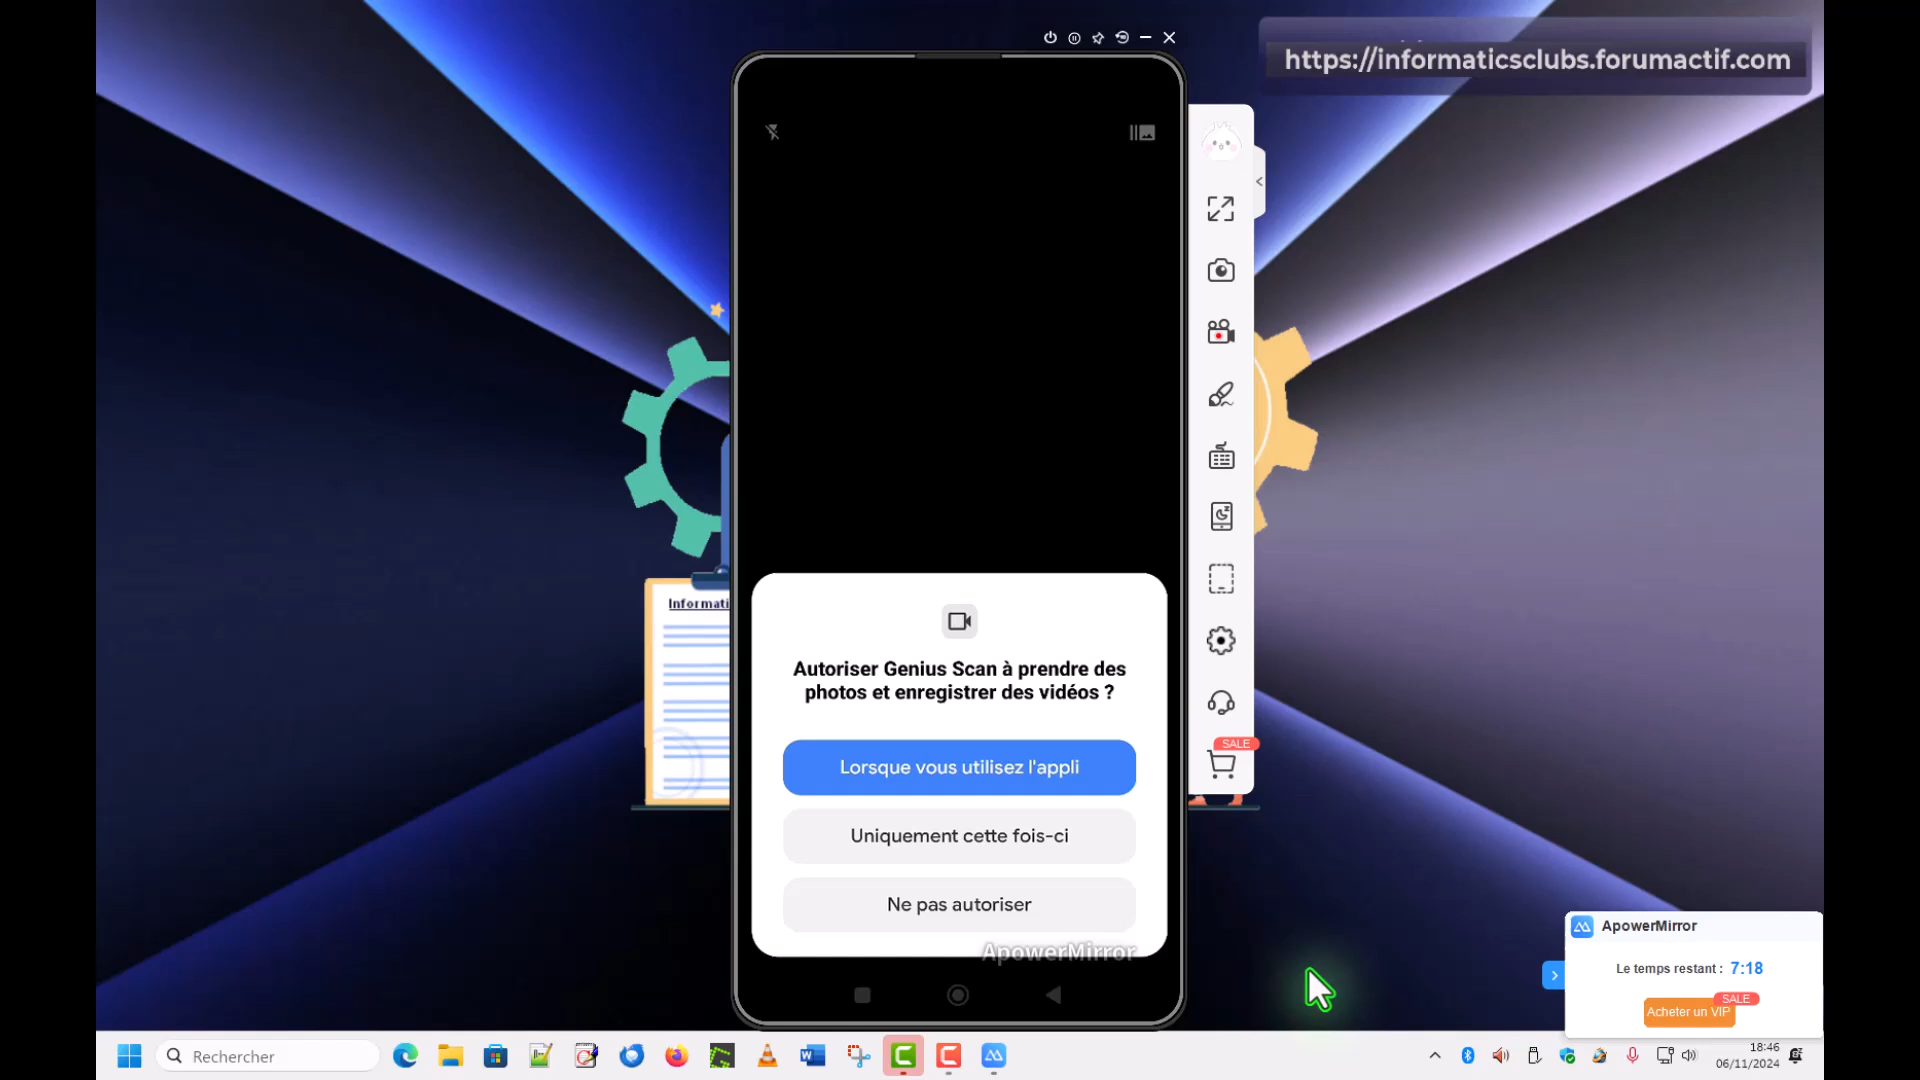 https://informaticsclubs.forumactif.com
Informati
Autoriser Genius Scan à prendre des
photos et enregistrer des vidéos ?
Lorsque vous utilisez l'appli
Uniquement cette fois-ci
Ne pas autoriser
ApowerMirror
SALE
ApowerMirror
Le temps restant : 7:18
SALE
Acheter un VIP
Rechercher
18:46
06/11/2024